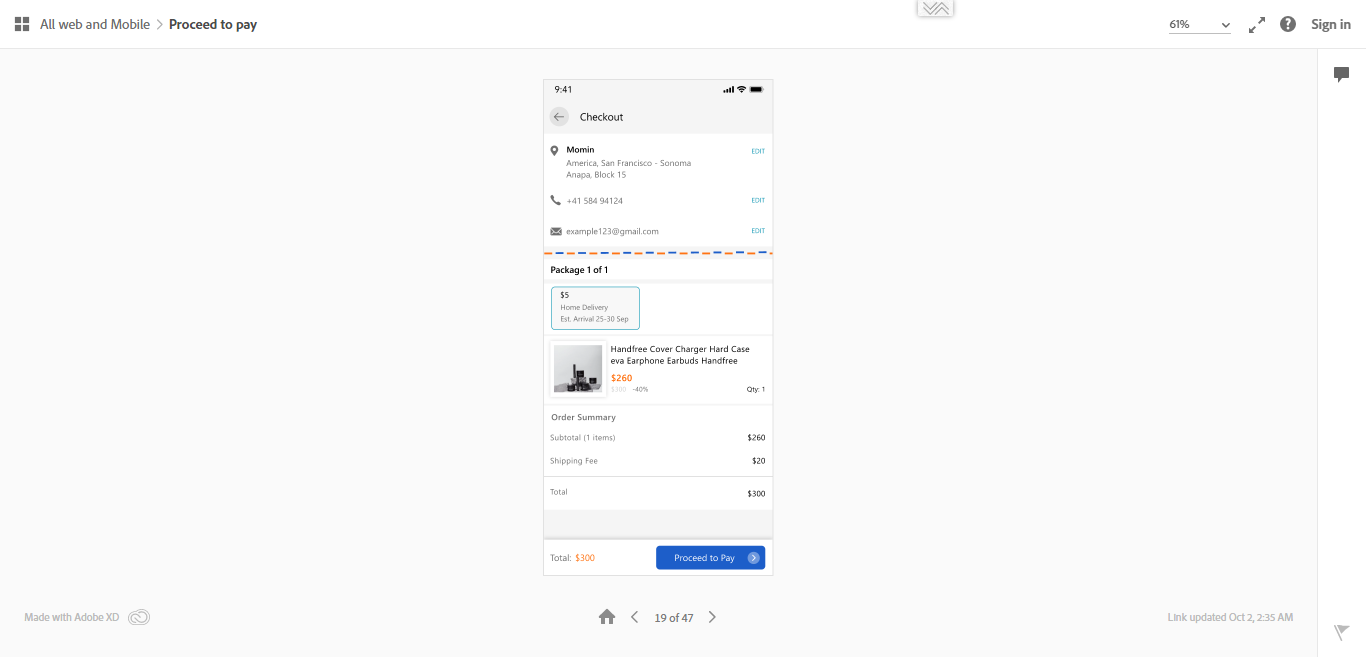 All web and Mobile > Proceed to pay
61%
Sign in
9:41
Checkout
Momin
EDIT
America, San Francisco - Sonoma
Anapa, Block 15
+41 584 94124
EDIT
example123@gmail.com
EDIT
Package 1 of 1
$5
Home Delivery
Est. Arrival 25-30 Sep
Handfree Cover Charger Hard Case
eva Earphone Earbuds Handfree
$260
$300 -40%
Qty: 1
Order Summary
Subtotal (1 items) $260
Shipping Fee $20
Total $300
Total: $300 Proceed to Pay
Made with Adobe XD
19 of 47
Link updated Oct 2, 2:35 AM